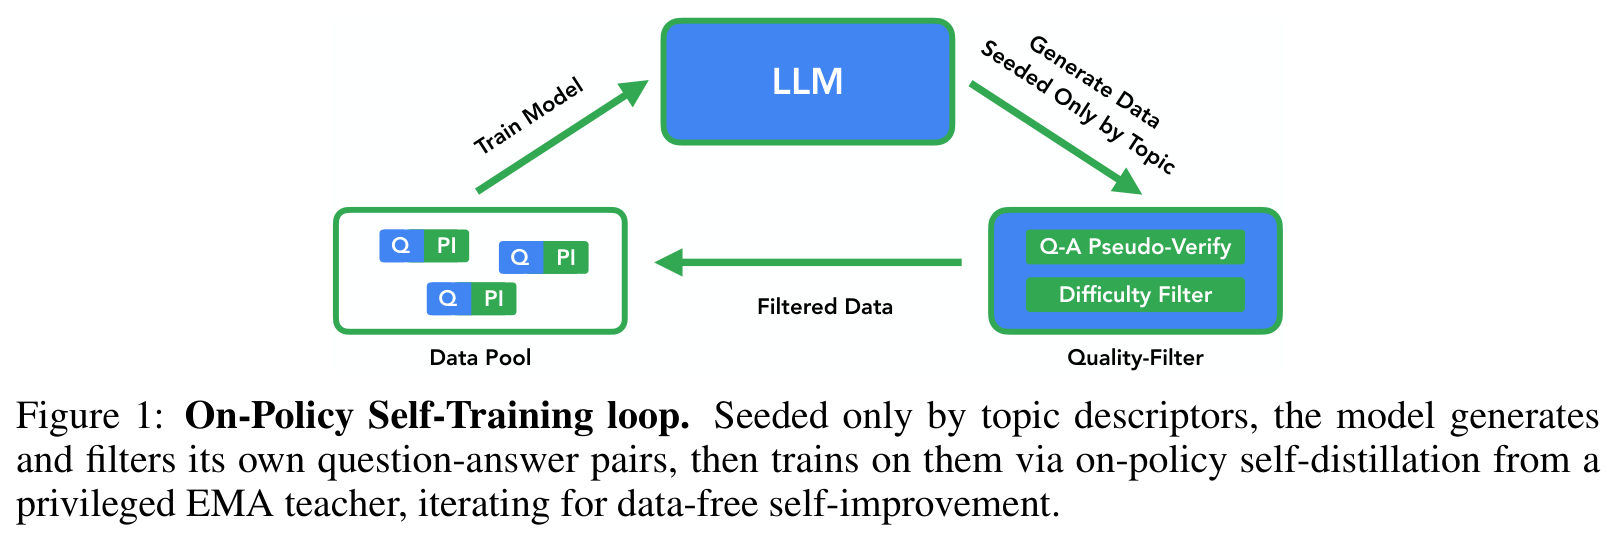 LLM
Train Model
Generate Data
Seeded Only by Topic
Q PI
Q PI
Q PI
Data Pool
Filtered Data
Q-A Pseudo-Verify
Difficulty Filter
Quality-Filter
Figure 1: On-Policy Self-Training loop. Seeded only by topic descriptors, the model generates
and filters its own question-answer pairs, then trains on them via on-policy self-distillation from a
privileged EMA teacher, iterating for data-free self-improvement.